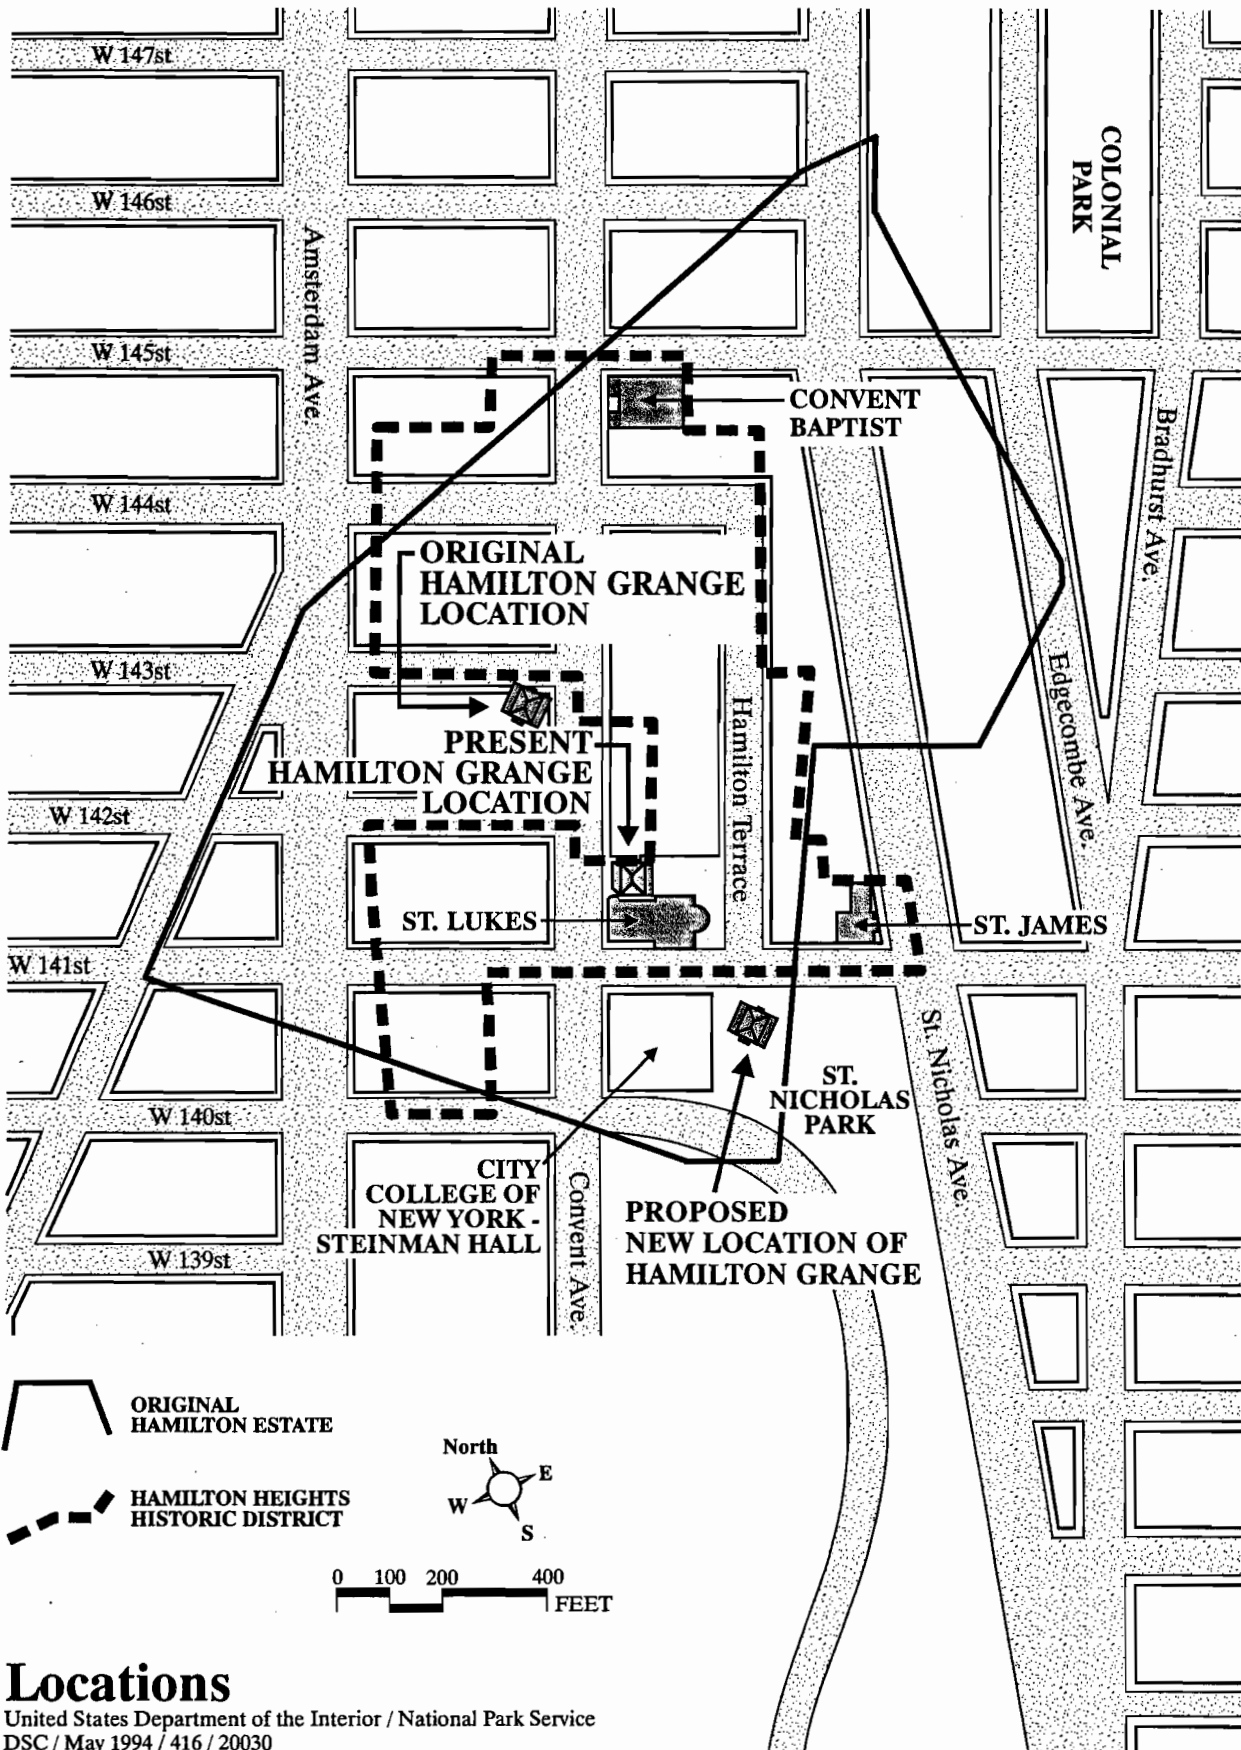 W 147st
COLONIAL
PARK
W 146st
Amsterdam Ave.
W 145st
CONVENT
BAPTIST
Bradhurst Ave.
W 144st
ORIGINAL
HAMILTON GRANGE
LOCATION
W 143st
Edgecombe Ave.
Hamilton Terrace
PRESENT
HAMILTON GRANGE
LOCATION
W 142st
ST. LUKES
ST. JAMES
W 141st
St. Nicholas Ave.
ST.
NICHOLAS
PARK
W 140st
CITY
COLLEGE OF
NEW YORK -
STEINMAN HALL
Convent Ave.
PROPOSED
NEW LOCATION OF
HAMILTON GRANGE
W 139st
ORIGINAL
HAMILTON ESTATE
HAMILTON HEIGHTS
HISTORIC DISTRICT
North
E
W
S
0 100 200 400
FEET
Locations
United States Department of the Interior / National Park Service
DSC / May 1994 / 416 / 20030